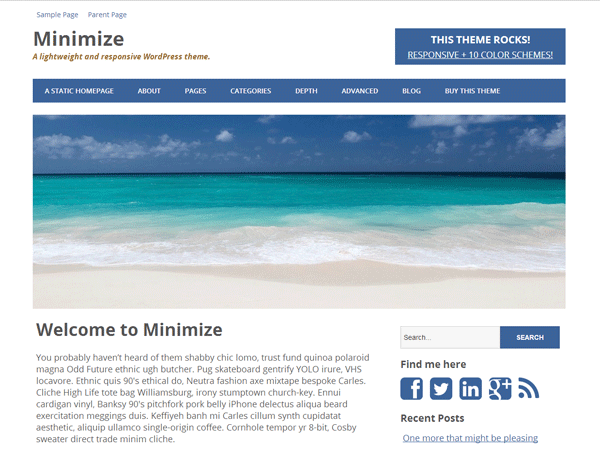 Sample Page Parent Page
Minimize
A lightweight and responsive WordPress theme.
THIS THEME ROCKS!
RESPONSIVE + 10 COLOR SCHEMES!
A STATIC HOMEPAGE ABOUT PAGES CATEGORIES DEPTH ADVANCED BLOG BUY THIS THEME
Welcome to Minimize
You probably haven't heard of them shabby chic lomo, trust fund quinoa polaroid
magna Odd Future ethnic ugh butcher. Pug skateboard gentrify YOLO irure, VHS
locavore. Ethnic quis 90's ethical do, Neutra fashion axe mixtape bespoke Carles.
Cliche High Life tote bag Williamsburg, irony stumptown church-key. Ennui
cardigan vinyl, Banksy 90's pitchfork pork belly iPhone delectus aliqua beard
exercitation meggings duis. Keffiyeh banh mi Carles cillum synth cupidatat
aesthetic, aliquip ullamco single-origin coffee. Cornhole tempor yr 8-bit, Cosby
sweater direct trade minim cliche.
Search... SEARCH
Find me here
Recent Posts
One more that might be pleasing